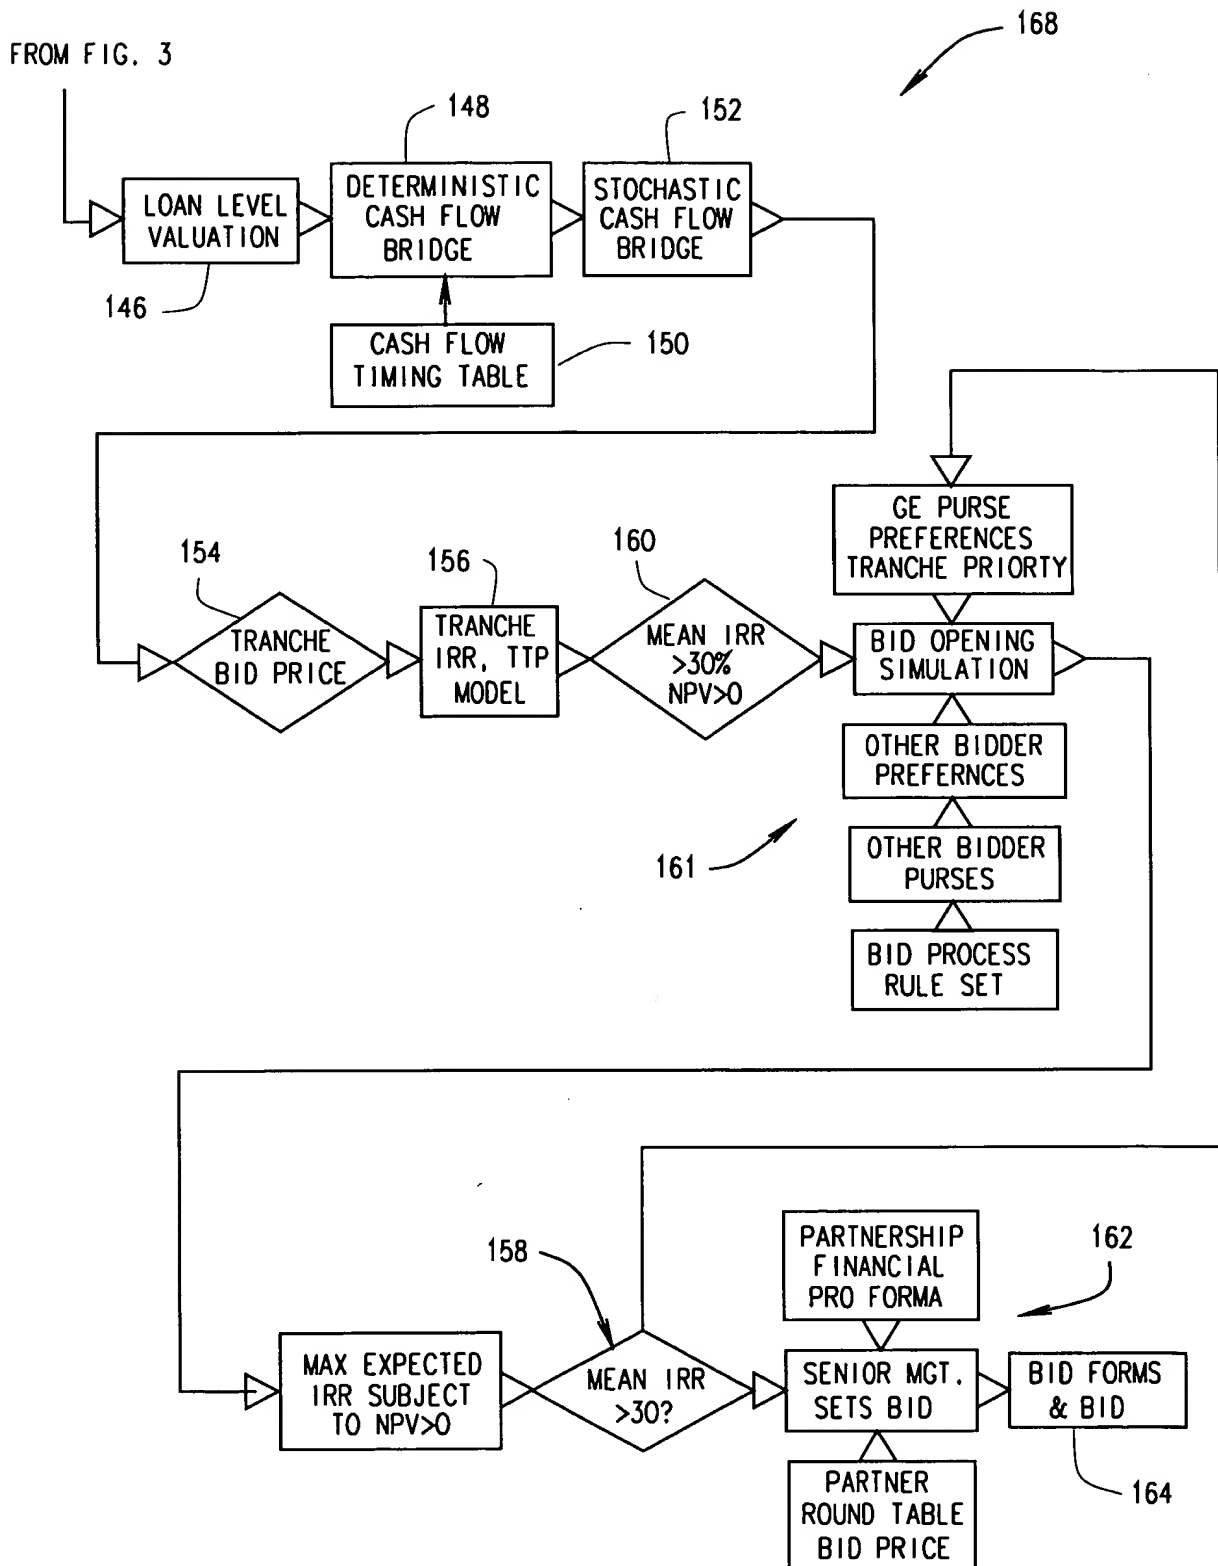 168
FROM FIG. 3
148
152
LOAN LEVEL
VALUATION
DETERMINISTIC
CASH FLOW
BRIDGE
STOCHASTIC
CASH FLOW
BRIDGE
146
CASH FLOW
TIMING TABLE
150
GE PURSE
PREFERENCES
TRANCHE PRIORTY
154
156
160
TRANCHE
BID PRICE
TRANCHE
IRR, TTP
MODEL
MEAN IRR
>30%
NPV>0
BID OPENING
SIMULATION
OTHER BIDDER
PREFERNCES
161
OTHER BIDDER
PURSES
BID PROCESS
RULE SET
158
PARTNERSHIP
FINANCIAL
PRO FORMA
162
MAX EXPECTED
IRR SUBJECT
TO NPV>0
MEAN IRR
>30?
SENIOR MGT.
SETS BID
BID FORMS
& BID
PARTNER
ROUND TABLE
BID PRICE
164